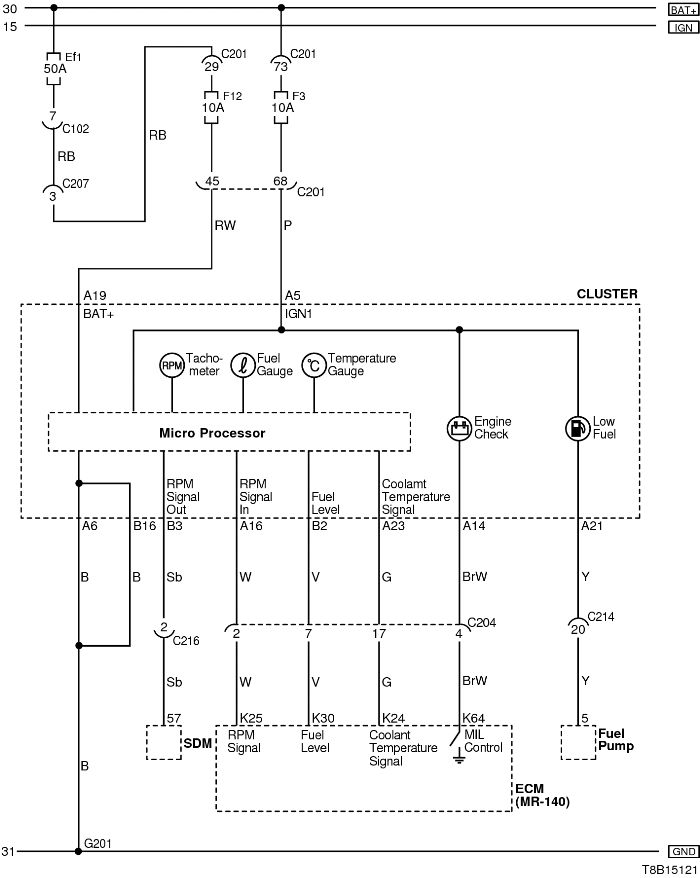 30
BAT+
15
IGN
Ef1
50A
C201
29
C201
73
F12
10A
F3
10A
7
C102
RB
RB
C207
3
45
68
C201
RW
P
A19
A5
CLUSTER
BAT+
IGN1
RPM
Tacho-
meter
ℓ
Fuel
Gauge
°C
Temperature
Gauge
Micro Processor
Engine
Check
Low
Fuel
RPM
Signal
Out
RPM
Signal
In
Fuel
Level
Coolamt
Temperature
Signal
A6
B16
B3
A16
B2
A23
A14
A21
B
B
Sb
W
V
G
BrW
Y
2
C216
2
7
17
4
C204
20
C214
Sb
W
V
G
BrW
Y
57
K25
K30
K24
K64
5
SDM
RPM
Signal
Fuel
Level
Coolant
Temperature
Signal
MIL
Control
Fuel
Pump
B
ECM
(MR-140)
31
G201
GND
T8B15121